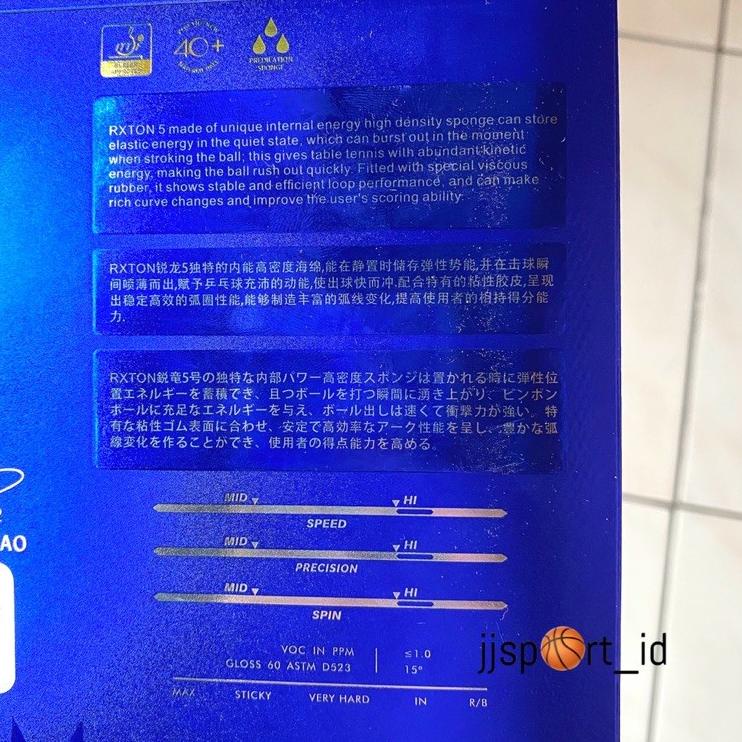 40+
PREDILATION
SPONGE
RXTON 5 made of unique internal energy high density sponge can store
elastic energy in the quiet state, which can burst out in the moment
when stroking the ball; this gives table tennis with abundant kinetic
energy, making the ball rush out quickly. Fitted with special viscous
rubber, it shows stable and efficient loop performance, and can make
rich curve changes and improve the user's scoring ability.
RXTON锐龙5独特的内能高密度海绵,能在静置时储存弹性势能,并在击球瞬
间喷薄而出,赋予乒乓球充沛的动能,使出球快而冲.配合特有的粘性胶皮,呈现
出稳定高效的弧圈性能,能够制造丰富的弧线变化,提高使用者的相持得分能
力.
RXTON鋭竜5号の独特な内部パワー高密度スポンジは置かれる時に弾性位
置エネルギーを蓄積でき、且つボールを打つ瞬間に湧き上がり、ピンポン
ボールに充足なエネルギーを与え、ボール出しは速くて衝撃力が強い。特
有な粘性ゴム表面に合わせ、安定で高効率なアーク性能を呈し、豊かな弧
線変化を作ることができ、使用者の得点能力を高める。
MID HI
SPEED
AO
MID HI
PRECISION
MID HI
SPIN
VOC IN PPM ≤1.0
GLOSS 60 ASTM D523 15°
MAX STICKY VERY HARD IN R/B
jjsport_id